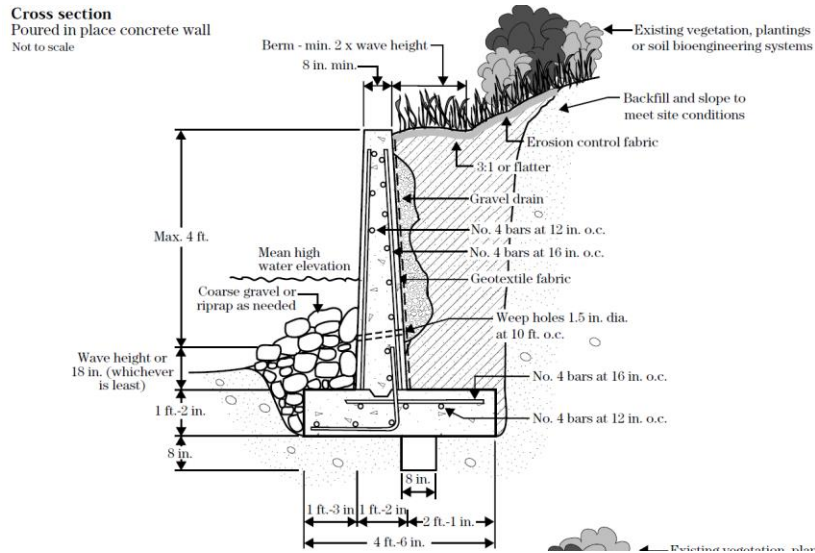 Cross section
Poured in place concrete wall
Not to scale
Berm - min. 2 x wave height
8 in. min.
Existing vegetation, plantings
or soil bioengineering systems
Backfill and slope to
meet site conditions
Erosion control fabric
3:1 or flatter
Gravel drain
Max. 4 ft.
No. 4 bars at 12 in. o.c.
Mean high
water elevation
No. 4 bars at 16 in. o.c.
Geotextile fabric
Coarse gravel or
riprap as needed
Weep holes 1.5 in. dia.
at 10 ft. o.c.
Wave height or
18 in. (whichever
is least)
No. 4 bars at 16 in. o.c.
1 ft.-2 in.
No. 4 bars at 12 in. o.c.
8 in.
8 in.
1 ft.-3 in
1 ft.-2 in
2 ft.-1 in.
4 ft.-6 in.
Existing vegetation,